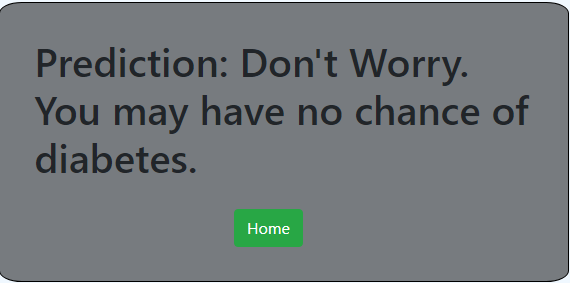 Prediction: Don't Worry.
You may have no chance of
diabetes.
Home